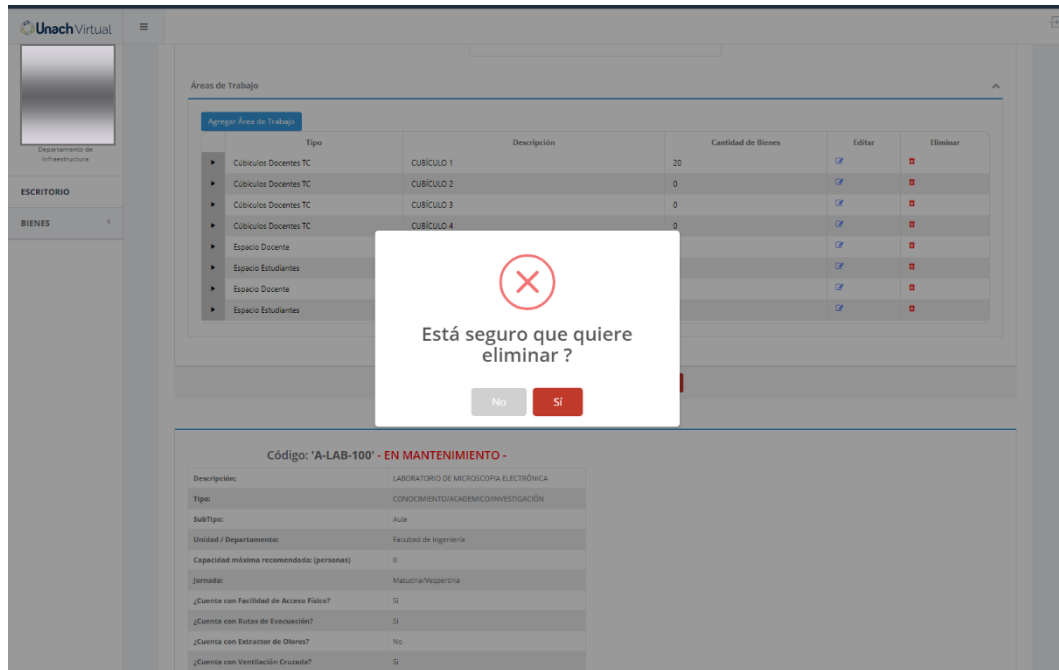 Unach Virtual
Departamento de
Infraestructura
ESCRITORIO
BIENES
Áreas de Trabajo
Agregar Área de Trabajo
Tipo Descripción Cantidad de Bienes Editar Eliminar
Cúbiculos Docentes TC CUBÍCULO 1 20
Cúbiculos Docentes TC CUBÍCULO 2 0
Cúbiculos Docentes TC CUBÍCULO 3 0
Cúbiculos Docentes TC CUBÍCULO 4 0
Espacio Docente
Espacio Estudiantes
Espacio Docente
Espacio Estudiantes
Está seguro que quiere
eliminar ?
No Sí
Código: 'A-LAB-100' - EN MANTENIMIENTO -
Descripción: LABORATORIO DE MICROSCOPIA ELECTRÓNICA
Tipo: CONOCIMIENTO/ACADEMICO/INVESTIGACIÓN
SubTipo: Aula
Unidad / Departamento: Facultad de Ingeniería
Capacidad máxima recomendada: (personas) 0
Jornada: Matutina/Vespertina
¿Cuenta con Facilidad de Acceso Físico? Si
¿Cuenta con Rutas de Evacuación? Si
¿Cuenta con Extractor de Olores? No
¿Cuenta con Ventilación Cruzada? Si